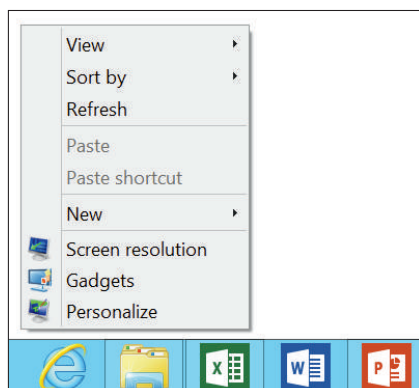 View
Sort by
Refresh
Paste
Paste shortcut
New
Screen resolution
Gadgets
Personalize
X
W
P